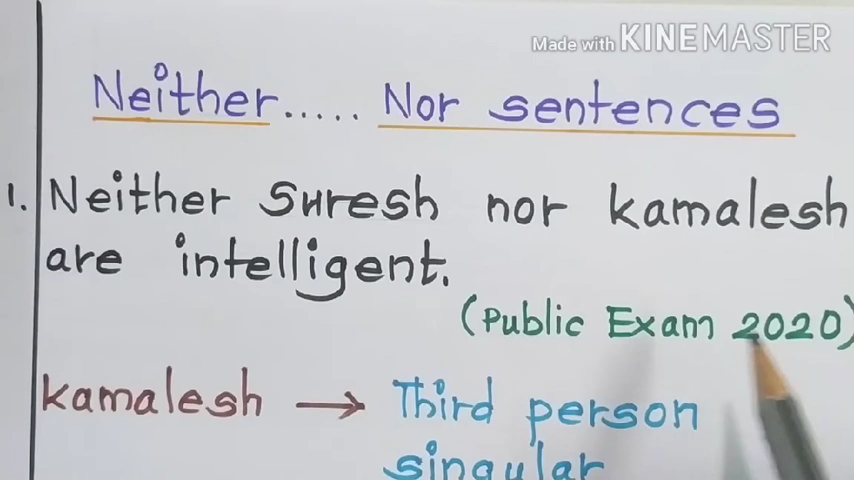 Made with KINEMASTER
Neither..... Nor sentences
1. Neither Suresh nor kamalesh
are intelligent.
(Public Exam 2020)
kamalesh → Third person
singular